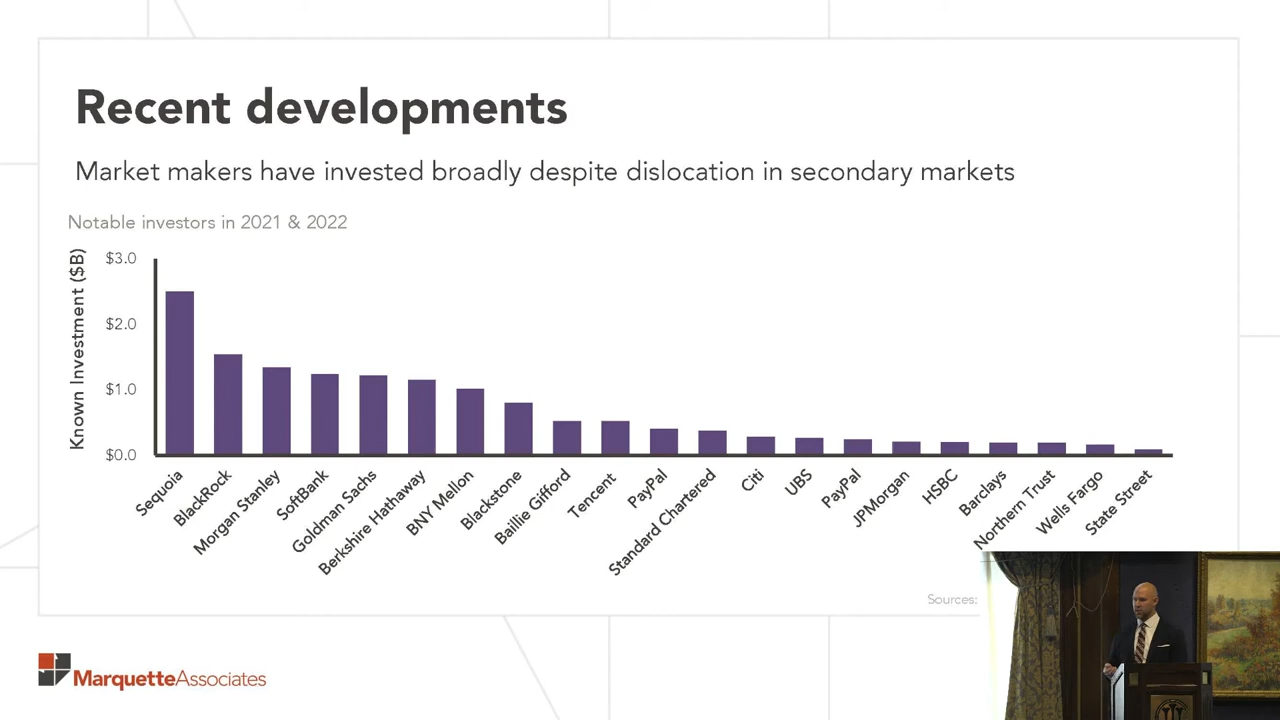 Recent developments
Market makers have invested broadly despite dislocation in secondary markets
Notable investors in 2021 & 2022
Known Investment ($B)
$3.0
$2.0
$1.0
$0.0
Sequoia
BlackRock
Morgan Stanley
SoftBank
Goldman Sachs
Berkshire Hathaway
BNY Mellon
Blackstone
Baillie Gifford
Tencent
PayPal
Standard Chartered
Citi
UBS
PayPal
JPMorgan
HSBC
Barclays
Northern Trust
Wells Fargo
State Street
Sources:
MarquetteAssociates